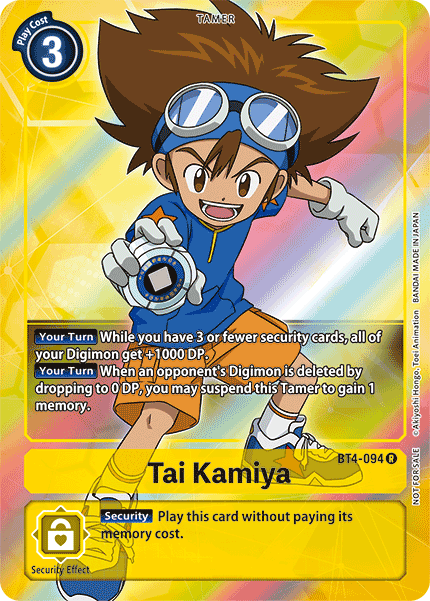 Play Cost
3
TAMER
Your Turn While you have 3 or fewer security cards, all of
your Digimon get +1000 DP.
Your Turn When an opponent's Digimon is deleted by
dropping to 0 DP, you may suspend this Tamer to gain 1
memory.
BT4-094 R
Tai Kamiya
Security Play this card without paying its
memory cost.
Security Effect
NOT FOR SALE ©Akiyoshi Hongo, Toei Animation BANDAI MADE IN JAPAN